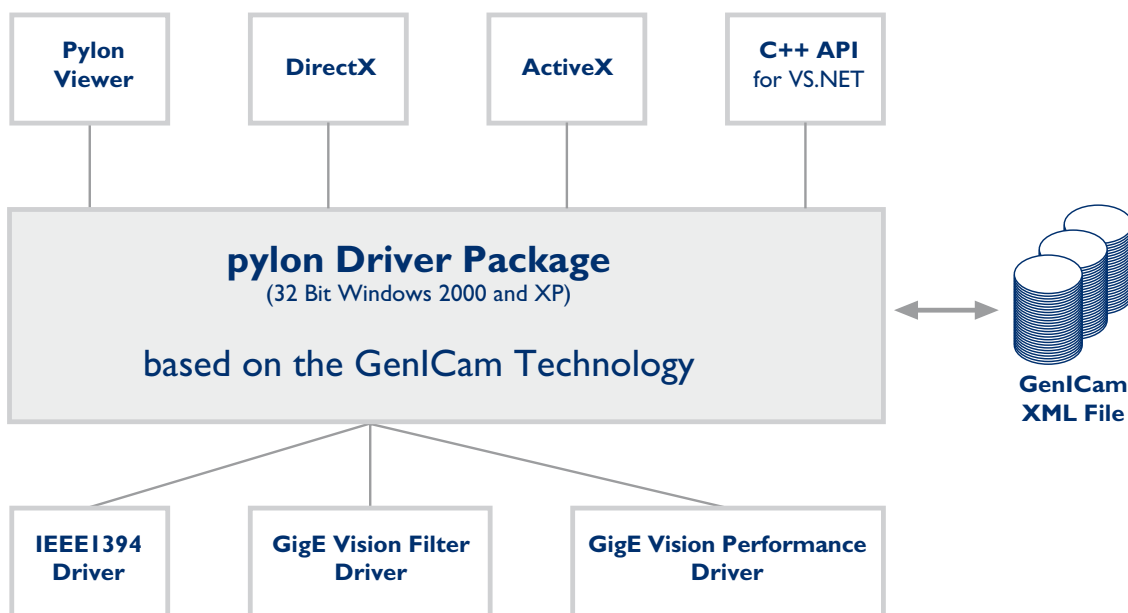 Pylon
Viewer
DirectX
ActiveX
C++ API
for VS.NET
pylon Driver Package
(32 Bit Windows 2000 and XP)
based on the GenICam Technology
GenICam
XML File
IEEE1394
Driver
GigE Vision Filter
Driver
GigE Vision Performance
Driver